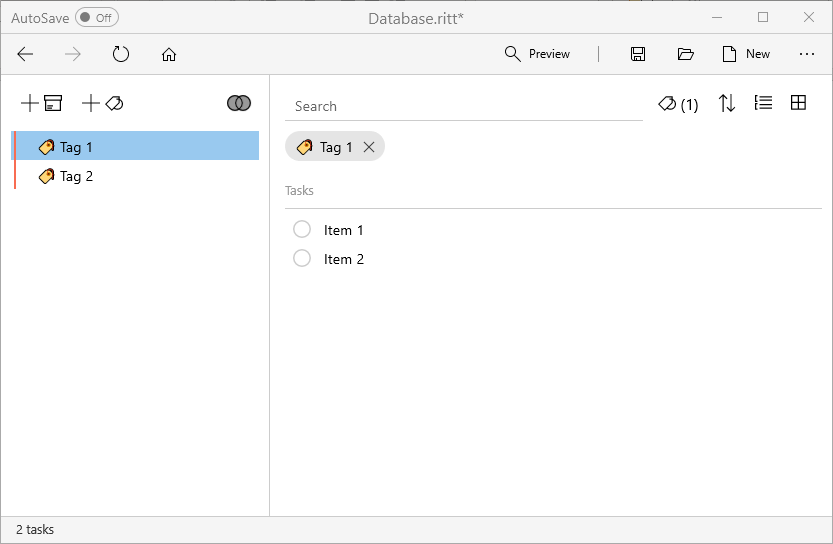 AutoSave Off Database.ritt*
Preview New
Search (1)
Tag 1
Tag 2
Tag 1
Tasks
Item 1
Item 2
2 tasks